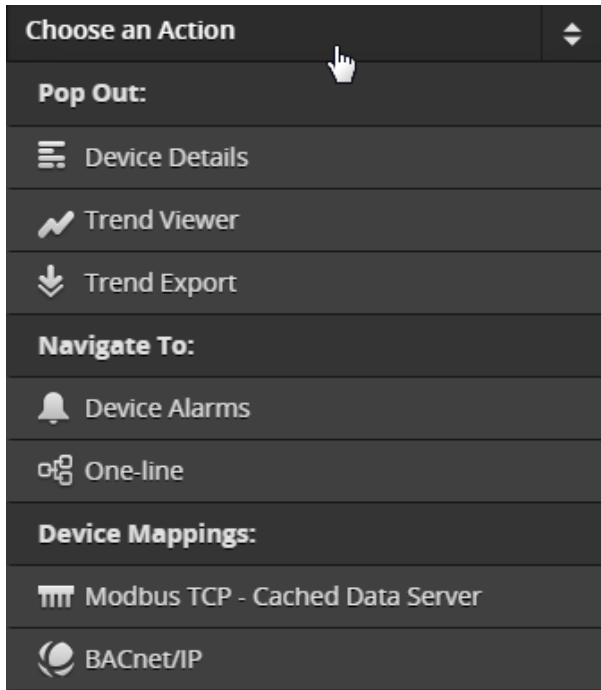 Choose an Action
Pop Out:
Device Details
Trend Viewer
Trend Export
Navigate To:
Device Alarms
One-line
Device Mappings:
Modbus TCP - Cached Data Server
BACnet/IP